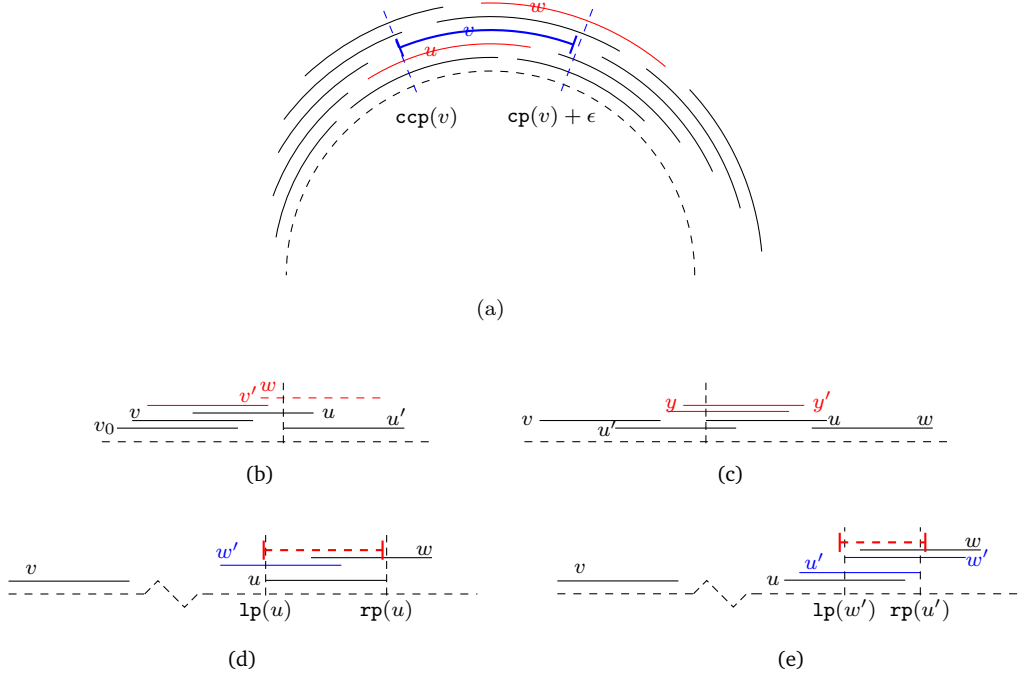 w
v
u
ccp(v) cp(v) + ϵ
(a)
v′ w
v u
v₀ u′
(b)
y y′
v u w
u′
(c)
w′ w
v
u
lp(u) rp(u)
(d)
w
w′
u′
v u
lp(w′) rp(u′)
(e)